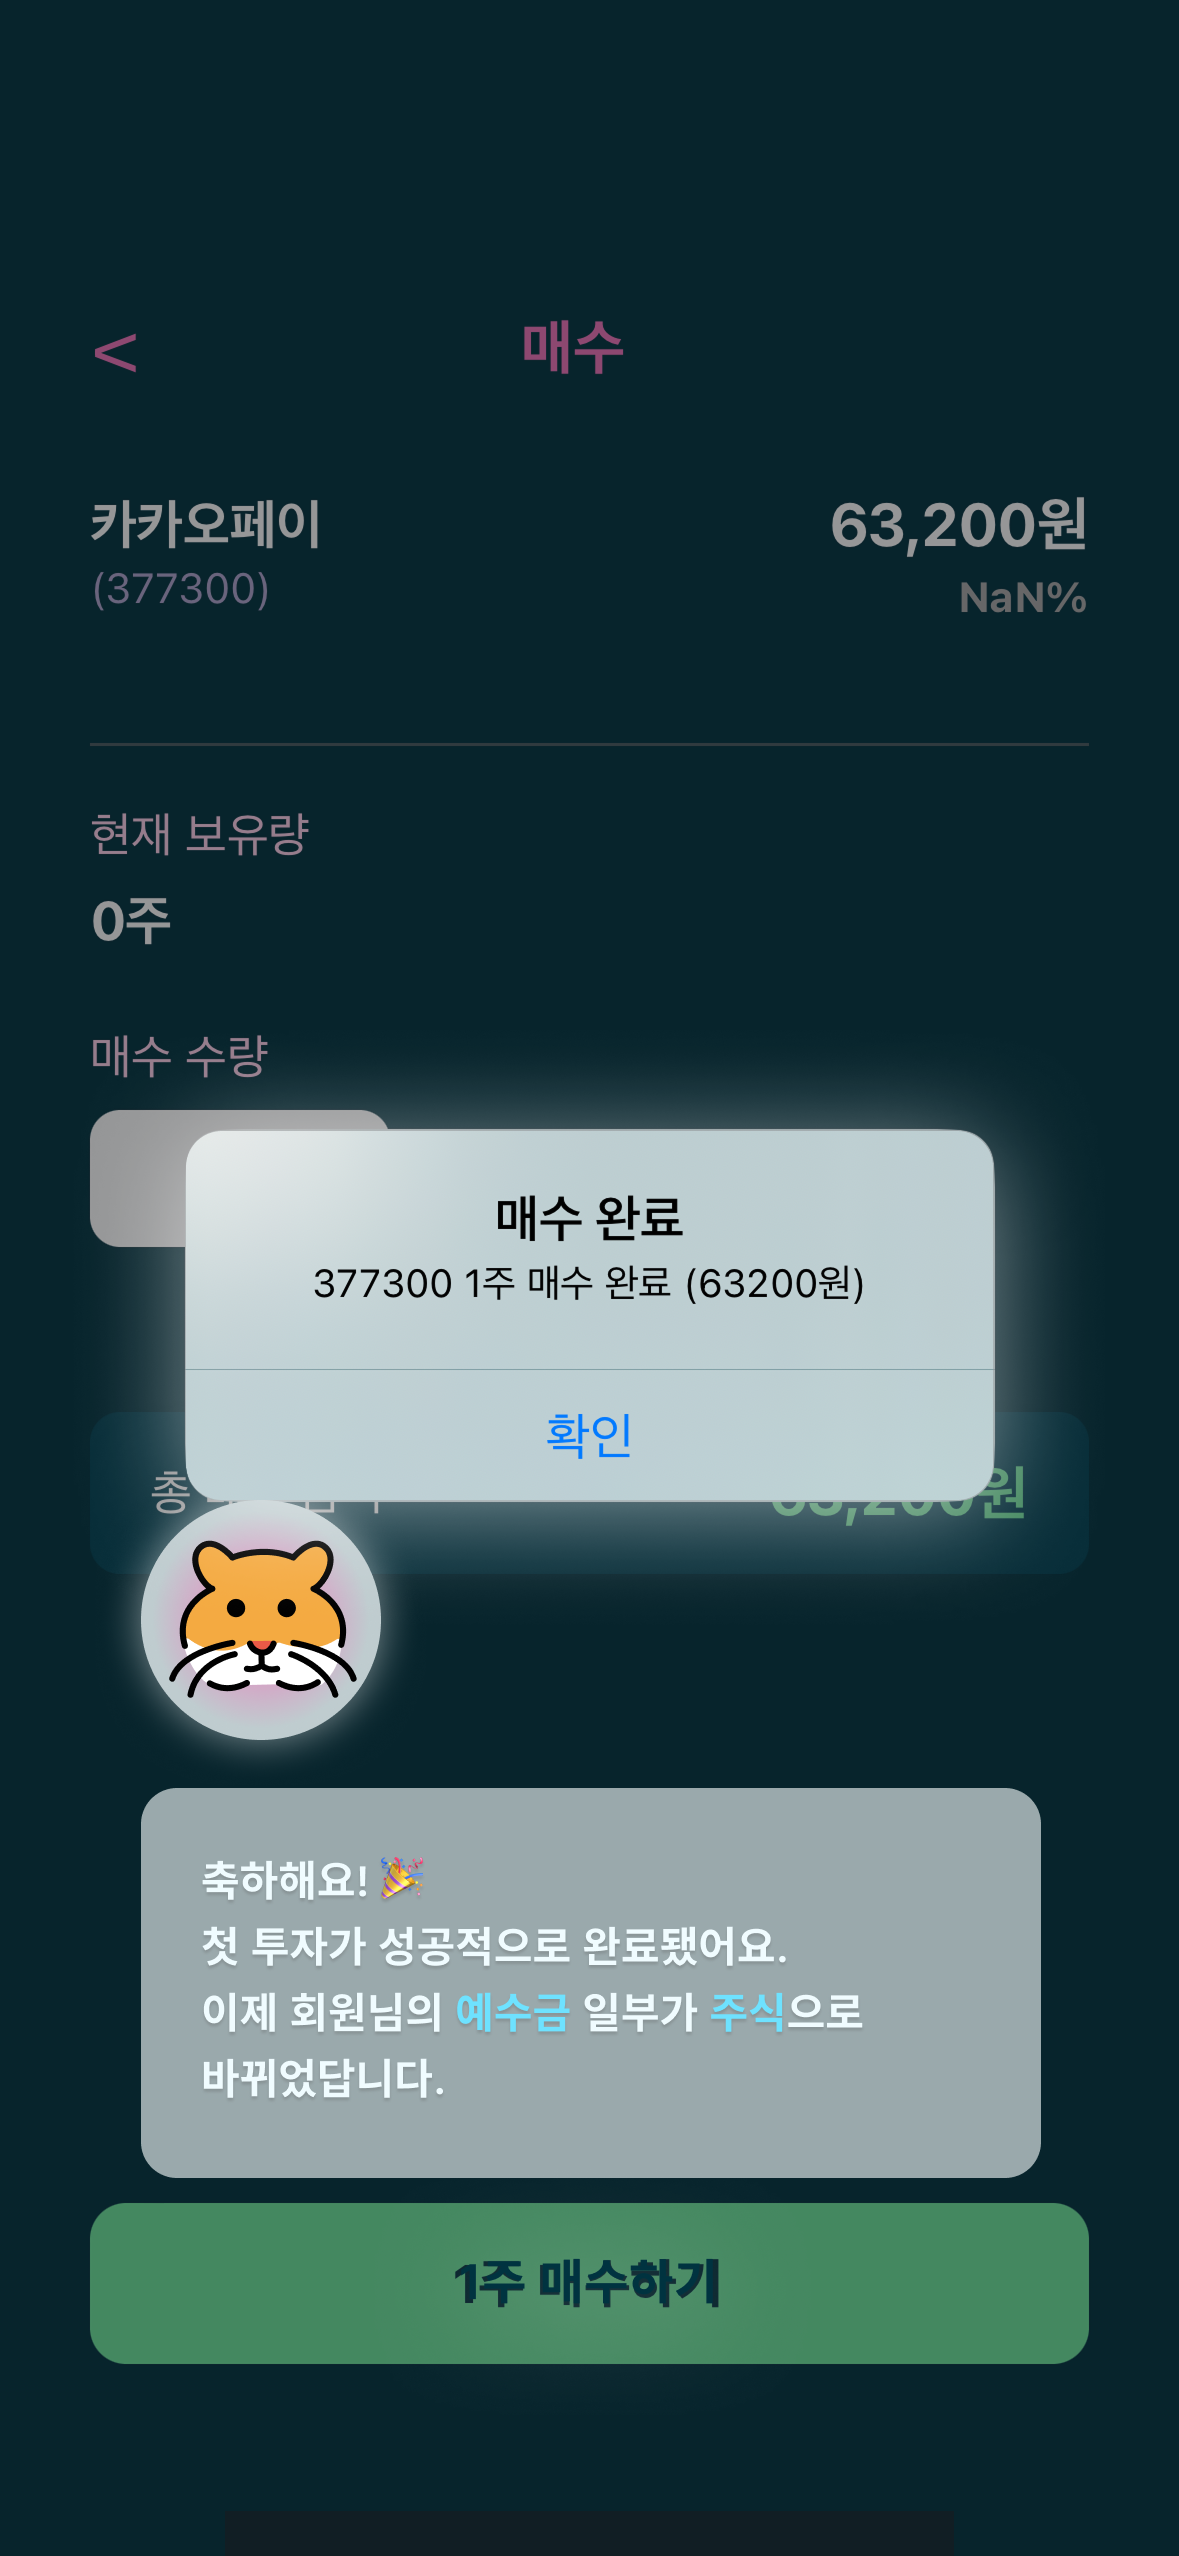 <
매수
카카오페이
63,200원
(377300)
NaN%
현재 보유량
0주
매수 수량
매수 완료
377300 1주 매수 완료 (63200원)
확인
총
63,200원
축하해요! 🎉
첫 투자가 성공적으로 완료됐어요.
이제 회원님의 예수금 일부가 주식으로
바뀌었답니다.
1주 매수하기